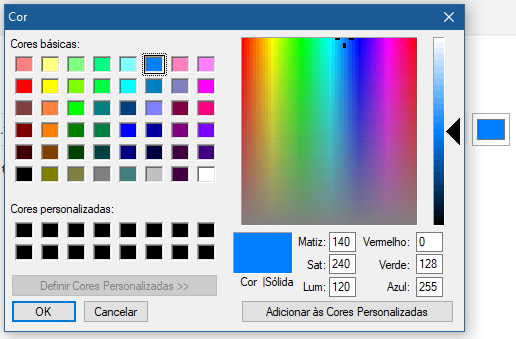 Cor
Cores básicas:
Cores personalizadas:
Definir Cores Personalizadas >>
OK Cancelar
Cor |Sólida
Matiz: 140 Vermelho: 0
Sat: 240 Verde: 128
Lum: 120 Azul: 255
Adicionar às Cores Personalizadas